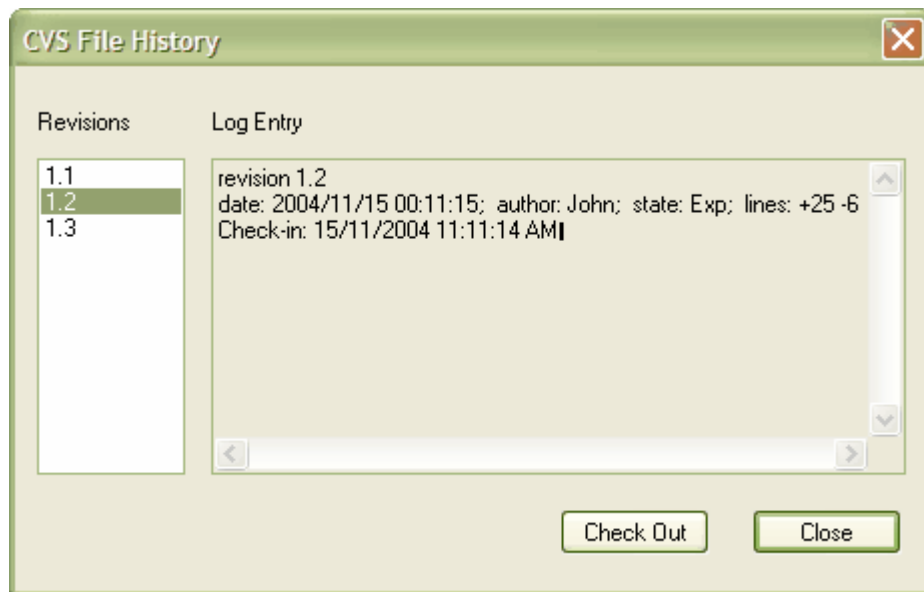 CVS File History
Revisions
Log Entry
1.1
1.2
1.3
revision 1.2
date: 2004/11/15 00:11:15;  author: John;  state: Exp;  lines: +25 -6
Check-in: 15/11/2004 11:11:14 AM
Check Out
Close